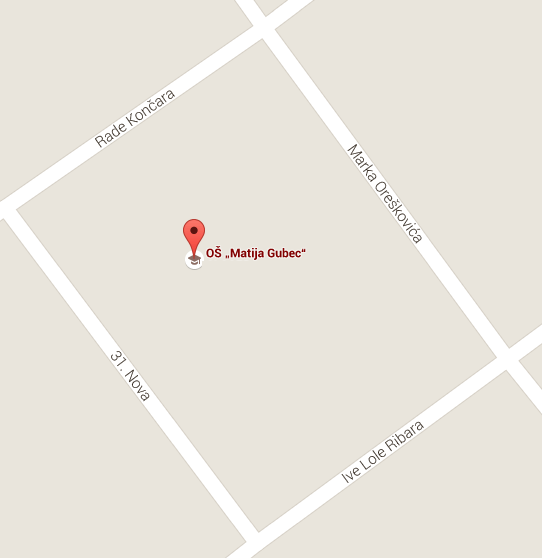 Rade Končara
Marka Oreškovića
OŠ „Matija Gubec“
31. Nova
Ive Lole Ribara